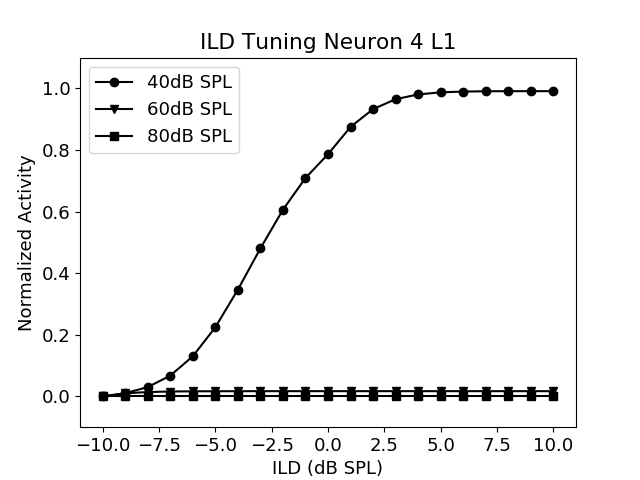 ILD Tuning Neuron 4 L1
40dB SPL
60dB SPL
80dB SPL
1.0
0.8
0.6
0.4
0.2
0.0
Normalized Activity
−10.0 −7.5 −5.0 −2.5 0.0 2.5 5.0 7.5 10.0
ILD (dB SPL)